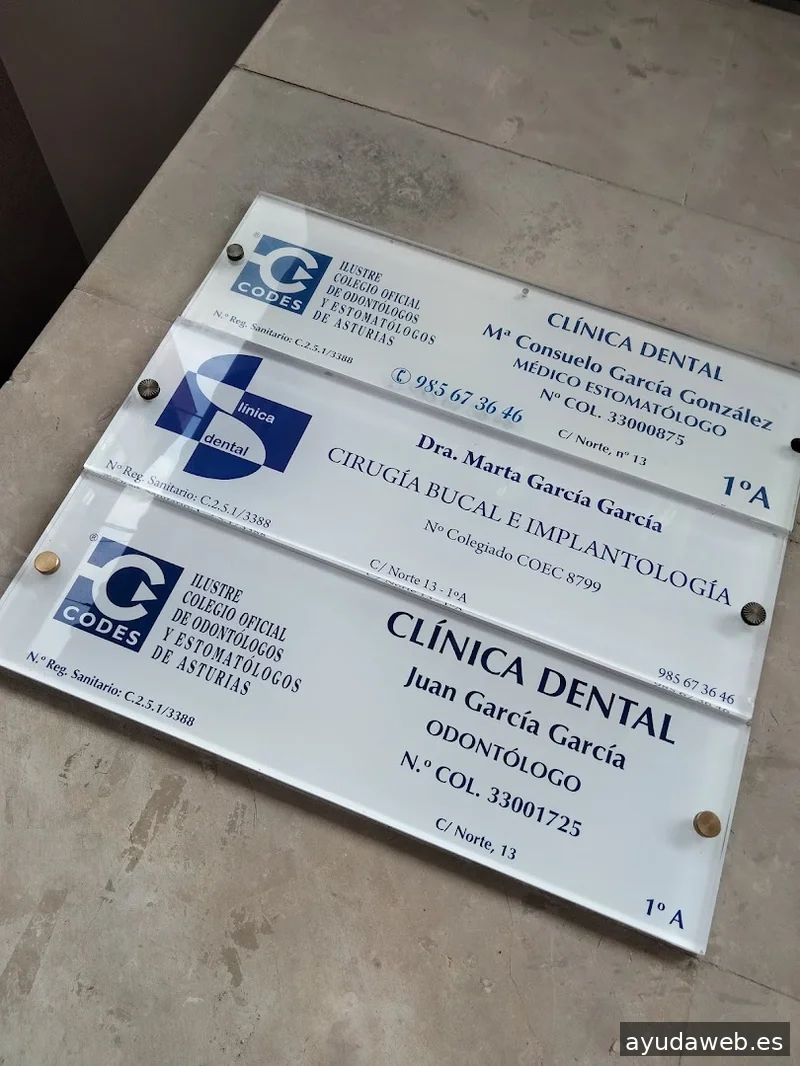 CODES
ILUSTRE
COLEGIO OFICIAL
DE ODONTÓLOGOS
Y ESTOMATÓLOGOS
DE ASTURIAS
N.º Reg. Sanitario: C.2.5.1/3388
CLÍNICA DENTAL
Mª Consuelo García González
MÉDICO ESTOMATÓLOGO
Nº COL. 33000875
✆ 985 67 36 46
C/ Norte, nº 13
1ºA
línica
dental
Nº Reg. Sanitario: C.2.5.1/3388
Dra. Marta García García
CIRUGÍA BUCAL E IMPLANTOLOGÍA
Nº Colegiado COEC 8799
C/ Norte 13 - 1ºA
985 67 36 46
® CODES
ILUSTRE
COLEGIO OFICIAL
DE ODONTÓLOGOS
Y ESTOMATÓLOGOS
DE ASTURIAS
N.º Reg. Sanitario: C.2.5.1/3388
CLÍNICA DENTAL
Juan García García
ODONTÓLOGO
N.º COL. 33001725
C/ Norte, 13
1º A
ayudaweb.es